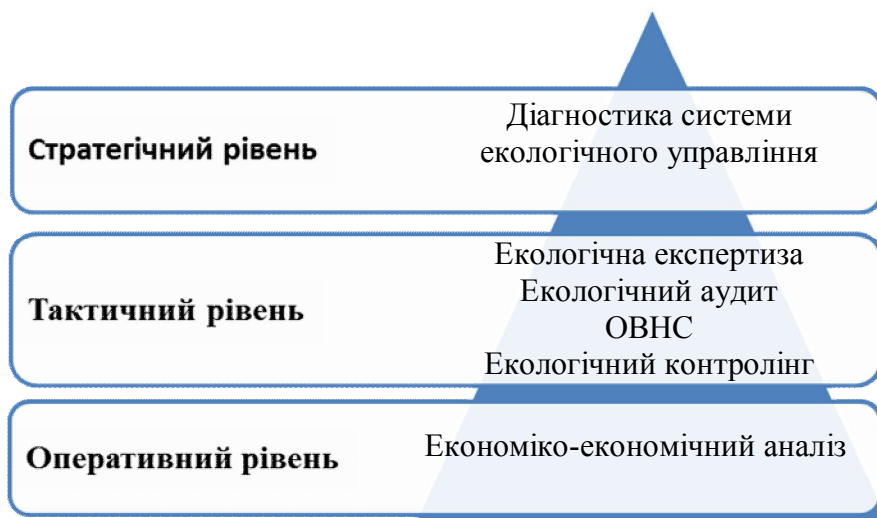 Стратегічний рівень
Діагностика системи
екологічного управління
Тактичний рівень
Екологічна експертиза
Екологічний аудит
ОВНС
Екологічний контролінг
Оперативний рівень
Економіко-економічний аналіз